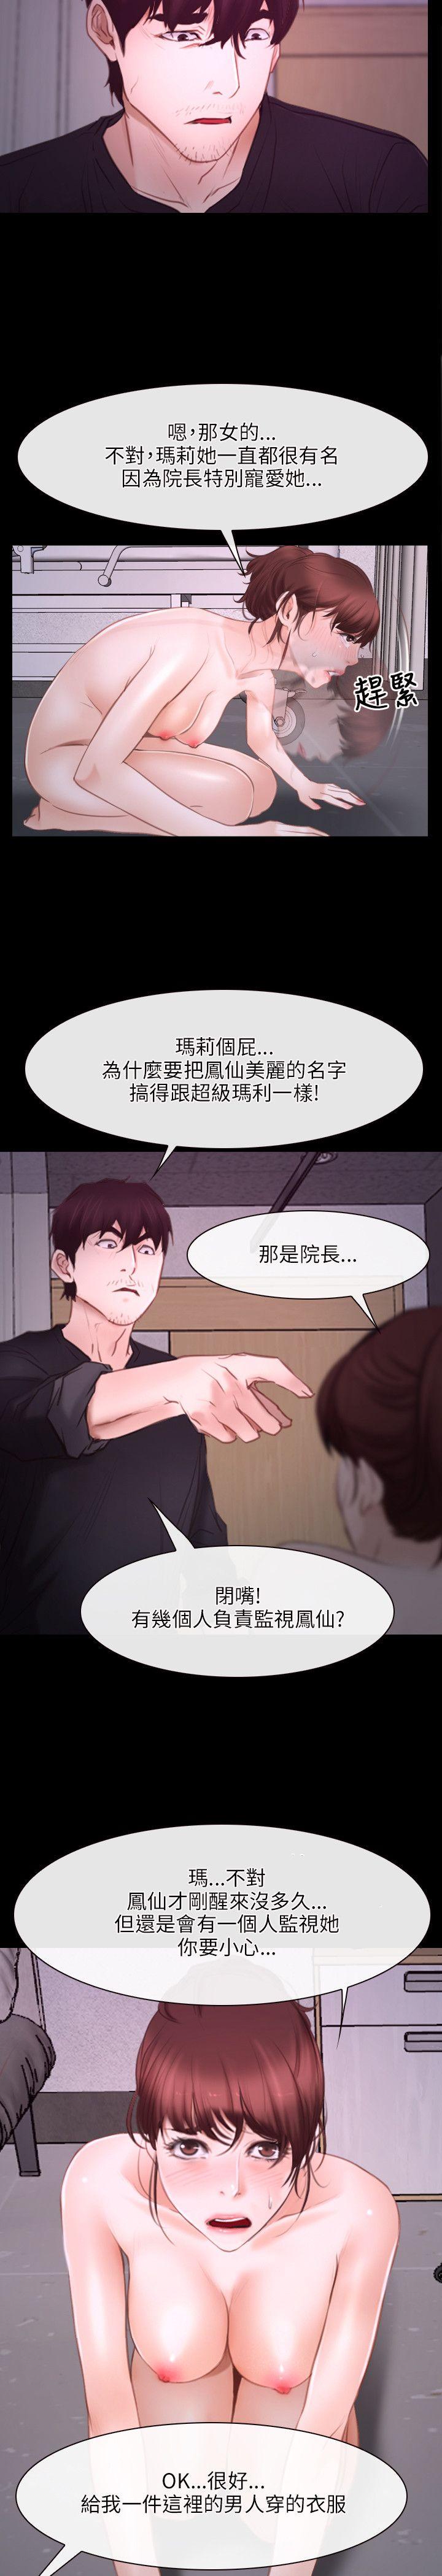 嗯,那女的...
不對,瑪莉她一直都很有名
因為院長特別寵愛她...
趕緊
瑪莉個屁...
為什麼要把鳳仙美麗的名字
搞得跟超級瑪利一樣!
那是院長...
閉嘴!
有幾個人負責監視鳳仙?
瑪...不對
鳳仙才剛醒來沒多久...
但還是會有一個人監視她
你要小心...
OK...很好...
給我一件這裡的男人穿的衣服